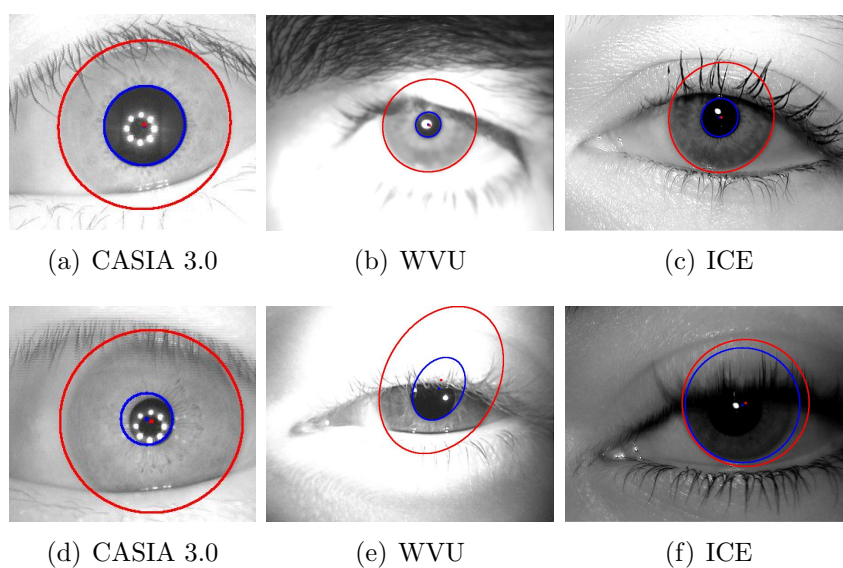 (a) CASIA 3.0
(b) WVU
(c) ICE
(d) CASIA 3.0
(e) WVU
(f) ICE